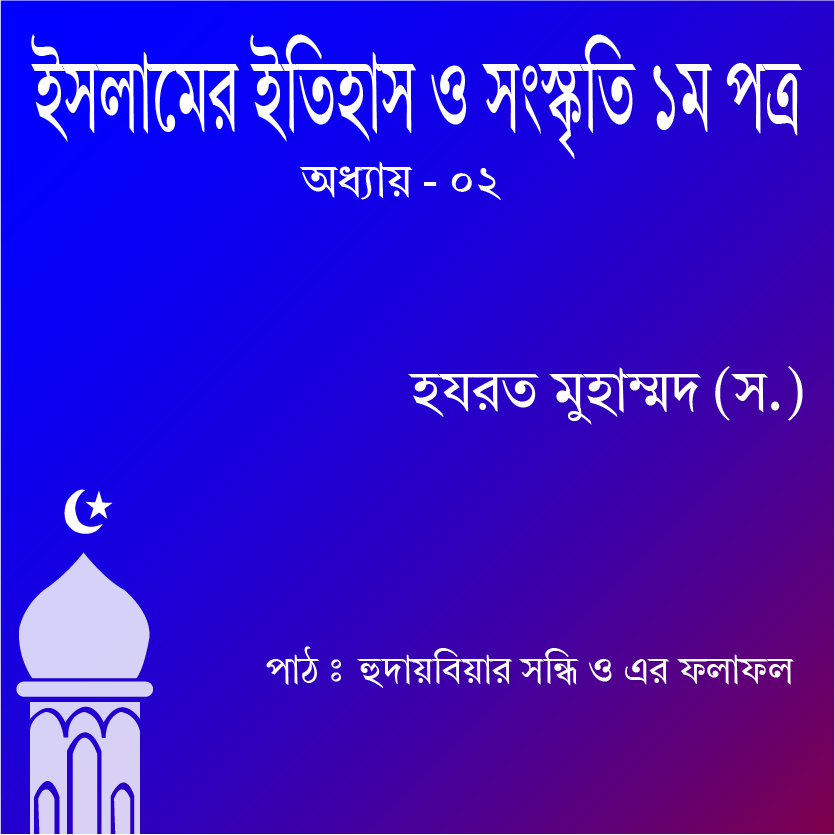 ইসলামের ইতিহাস ও সংস্কৃতি ১ম পত্র
অধ্যায় - ০২
হযরত মুহাম্মদ (স.)
পাঠ ঃ হুদায়বিয়ার সন্ধি ও এর ফলাফল